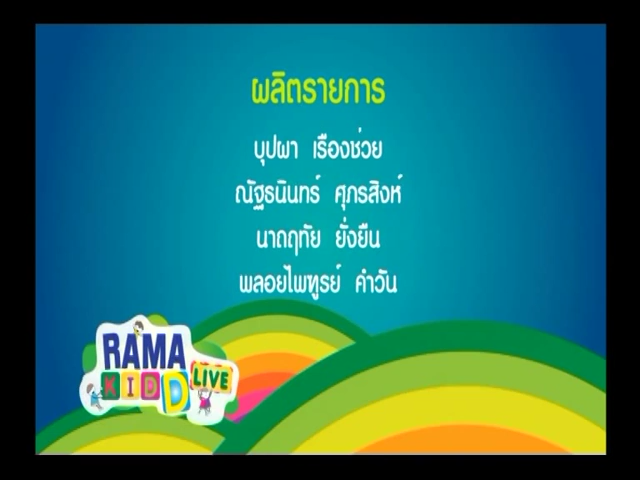 ผลิตรายการ
บุปผา เรืองช่วย
ณัฐธนินทร์ ศุภรสิงห์
นาถฤทัย ยั่งยืน
พลอยไพฑูรย์ คำวัน
RAMA
KIDD
LIVE